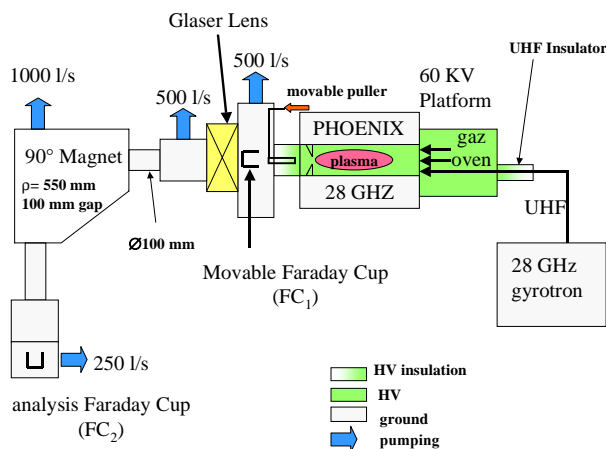 Glaser Lens
1000 l/s
500 l/s
500 l/s
movable puller
60 KV
Platform
UHF Insulator
90° Magnet
ρ= 550 mm
100 mm gap
PHOENIX
plasma
28 GHZ
gaz
oven
UHF
Ø100 mm
Movable Faraday Cup
(FC1)
28 GHz
gyrotron
250 l/s
analysis Faraday Cup
(FC2)
HV insulation
HV
ground
pumping